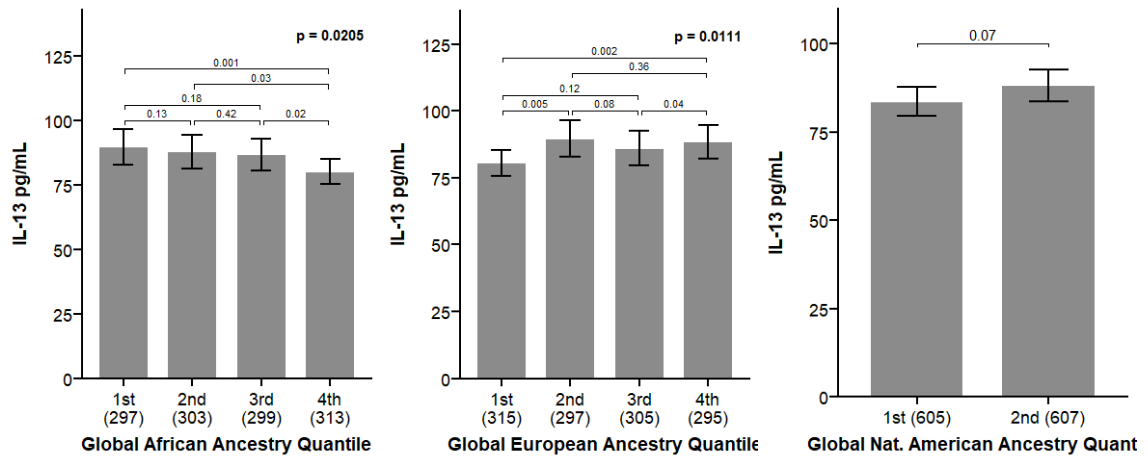 p = 0.0205
0.001
0.03
0.18
0.13 0.42 0.02
125
100
75
50
25
0
IL-13 pg/mL
1st 2nd 3rd 4th
(297) (303) (299) (313)
Global African Ancestry Quantile
p = 0.0111
0.002
0.36
0.12
0.005 0.08 0.04
125
100
75
50
25
0
IL-13 pg/mL
1st 2nd 3rd 4th
(315) (297) (305) (295)
Global European Ancestry Quantile
0.07
100
75
50
25
0
IL-13 pg/mL
1st (605) 2nd (607)
Global Nat. American Ancestry Quant